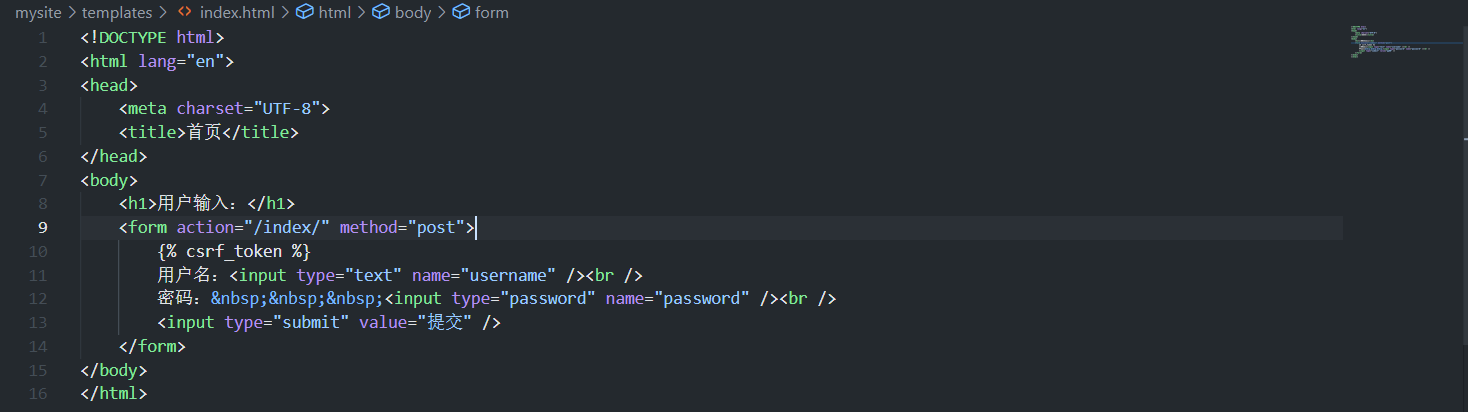 mysite > templates > index.html > html > body > form
1 <!DOCTYPE html>
2 <html lang="en">
3 <head>
4 <meta charset="UTF-8">
5 <title>首页</title>
6 </head>
7 <body>
8 <h1>用户输入：</h1>
9 <form action="/index/" method="post">
10 {% csrf_token %}
11 用户名：<input type="text" name="username" /><br />
12 密码：&nbsp;&nbsp;&nbsp;<input type="password" name="password" /><br />
13 <input type="submit" value="提交" />
14 </form>
15 </body>
16 </html>